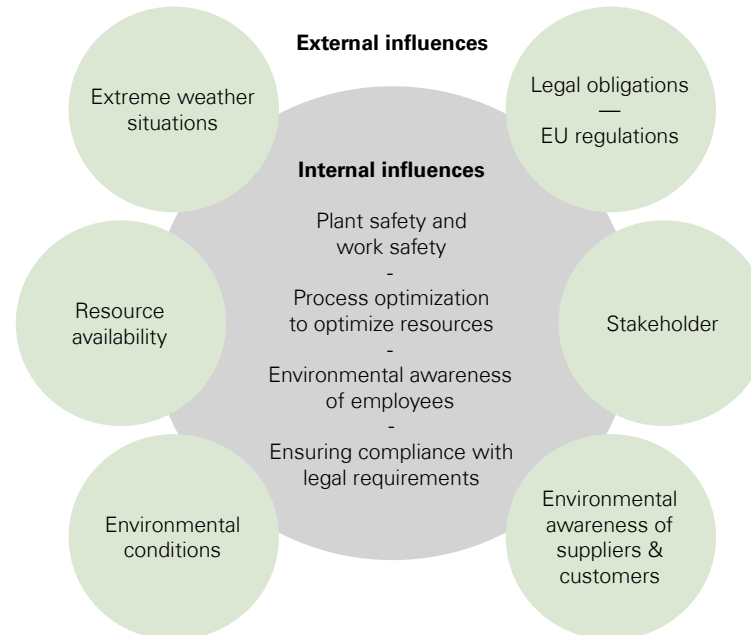 External influences
Extreme weather
situations
Legal obligations
—
EU regulations
Internal influences
Plant safety and
work safety
-
Process optimization
to optimize resources
-
Environmental awareness
of employees
-
Ensuring compliance with
legal requirements
Resource
availability
Stakeholder
Environmental
conditions
Environmental
awareness of
suppliers &
customers